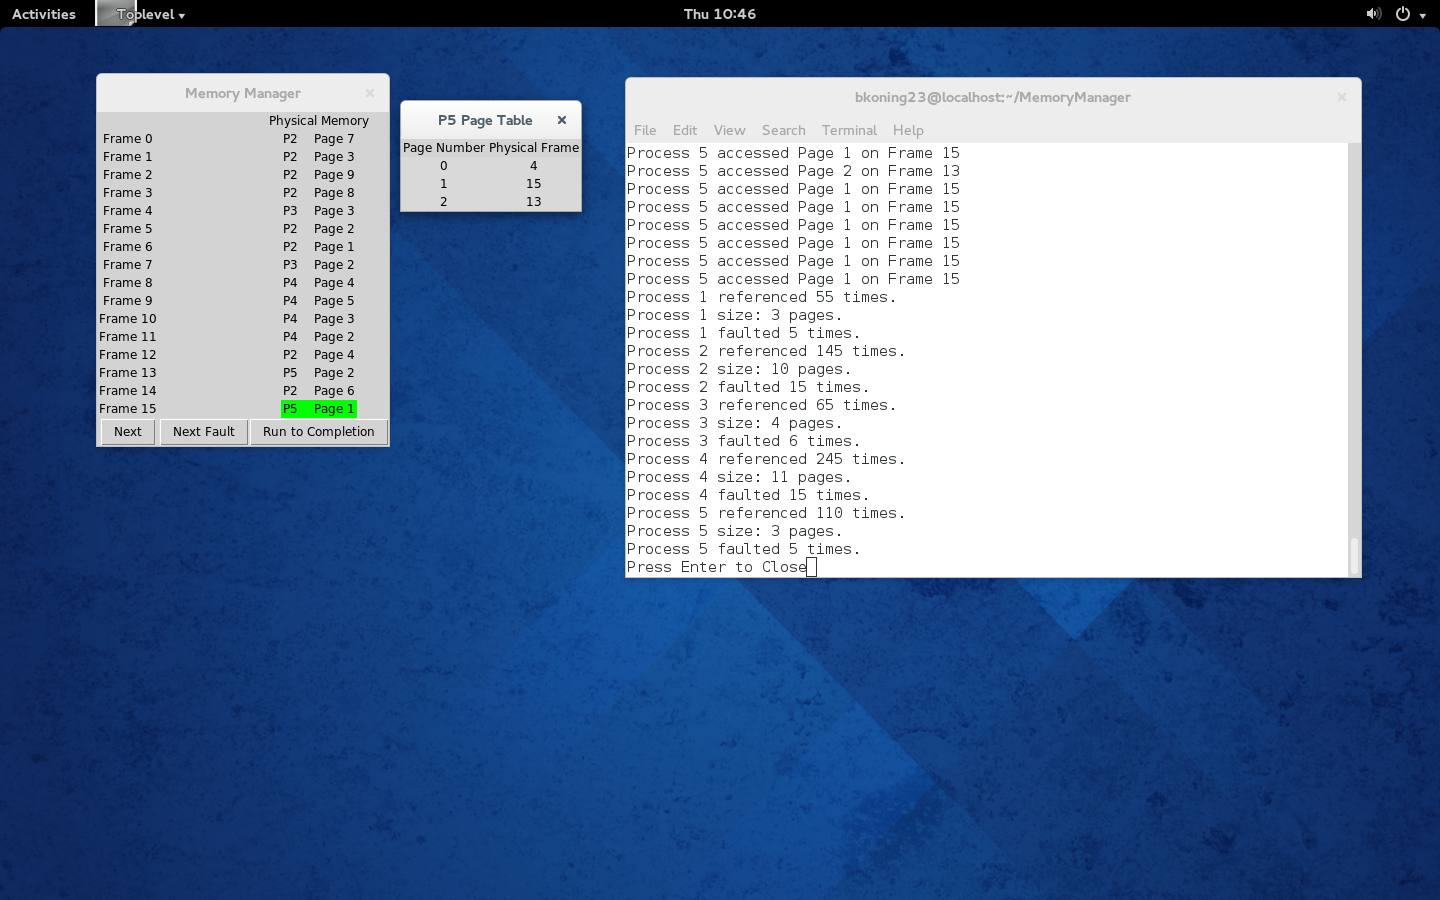 Activities Toplevel Thu 10:46
Memory Manager
Physical Memory
Frame 0 P2 Page 7
Frame 1 P2 Page 3
Frame 2 P2 Page 9
Frame 3 P2 Page 8
Frame 4 P3 Page 3
Frame 5 P2 Page 2
Frame 6 P2 Page 1
Frame 7 P3 Page 2
Frame 8 P4 Page 4
Frame 9 P4 Page 5
Frame 10 P4 Page 3
Frame 11 P4 Page 2
Frame 12 P2 Page 4
Frame 13 P5 Page 2
Frame 14 P2 Page 6
Frame 15 P5 Page 1
Next Next Fault Run to Completion
P5 Page Table
Page Number Physical Frame
0 4
1 15
2 13
bkoning23@localhost:~/MemoryManager
File Edit View Search Terminal Help
Process 5 accessed Page 1 on Frame 15
Process 5 accessed Page 2 on Frame 13
Process 5 accessed Page 1 on Frame 15
Process 5 accessed Page 1 on Frame 15
Process 5 accessed Page 1 on Frame 15
Process 5 accessed Page 1 on Frame 15
Process 5 accessed Page 1 on Frame 15
Process 5 accessed Page 1 on Frame 15
Process 1 referenced 55 times.
Process 1 size: 3 pages.
Process 1 faulted 5 times.
Process 2 referenced 145 times.
Process 2 size: 10 pages.
Process 2 faulted 15 times.
Process 3 referenced 65 times.
Process 3 size: 4 pages.
Process 3 faulted 6 times.
Process 4 referenced 245 times.
Process 4 size: 11 pages.
Process 4 faulted 15 times.
Process 5 referenced 110 times.
Process 5 size: 3 pages.
Process 5 faulted 5 times.
Press Enter to Close